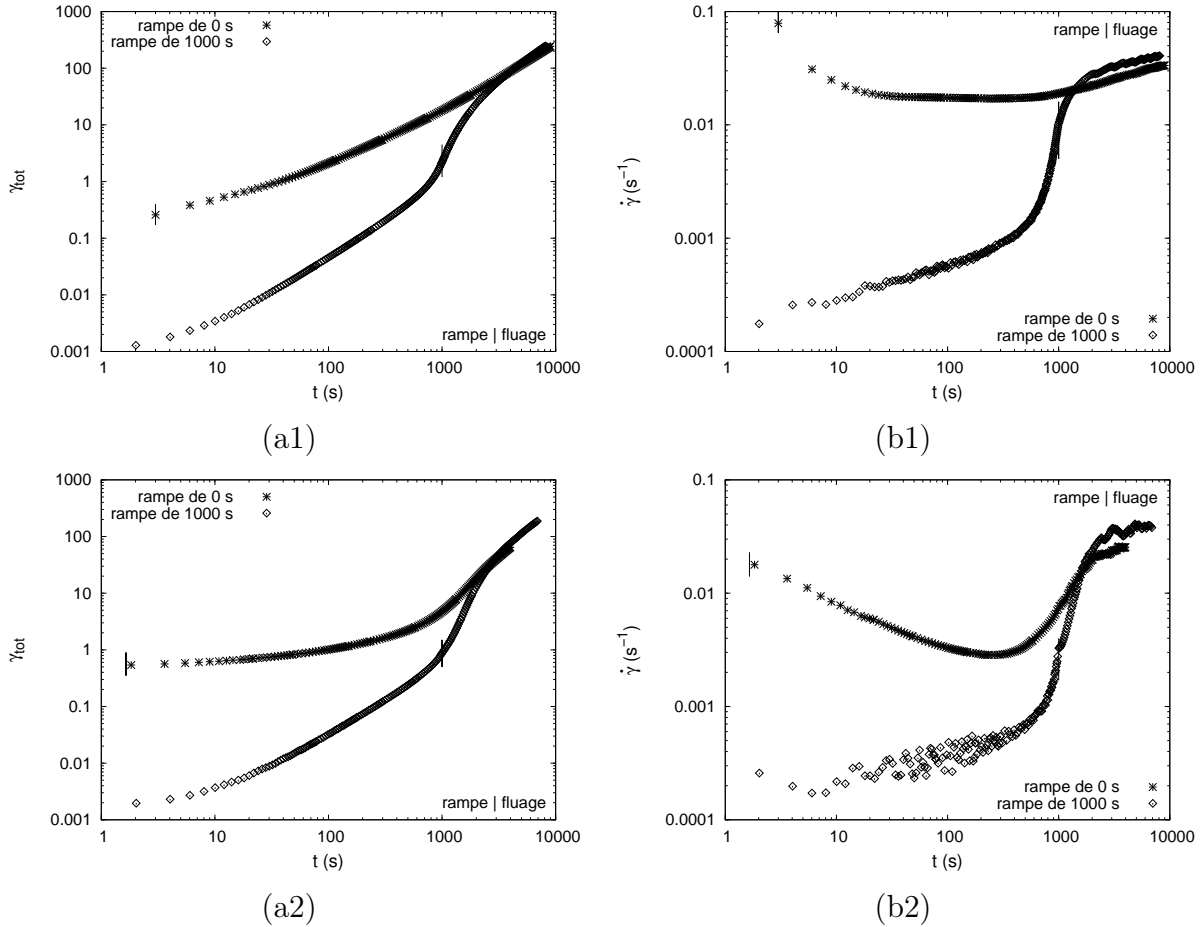 1000
100
10
1
0.1
0.01
0.001
γtot
rampe de 0 s
rampe de 1000 s
rampe | fluage
1 10 100 1000 10000
t (s)
(a1)
0.1
0.01
0.001
0.0001
γ̇ (s⁻¹)
rampe | fluage
rampe de 0 s
rampe de 1000 s
1 10 100 1000 10000
t (s)
(b1)
1000
100
10
1
0.1
0.01
0.001
γtot
rampe de 0 s
rampe de 1000 s
rampe | fluage
1 10 100 1000 10000
t (s)
(a2)
0.1
0.01
0.001
0.0001
γ̇ (s⁻¹)
rampe | fluage
rampe de 0 s
rampe de 1000 s
1 10 100 1000 10000
t (s)
(b2)